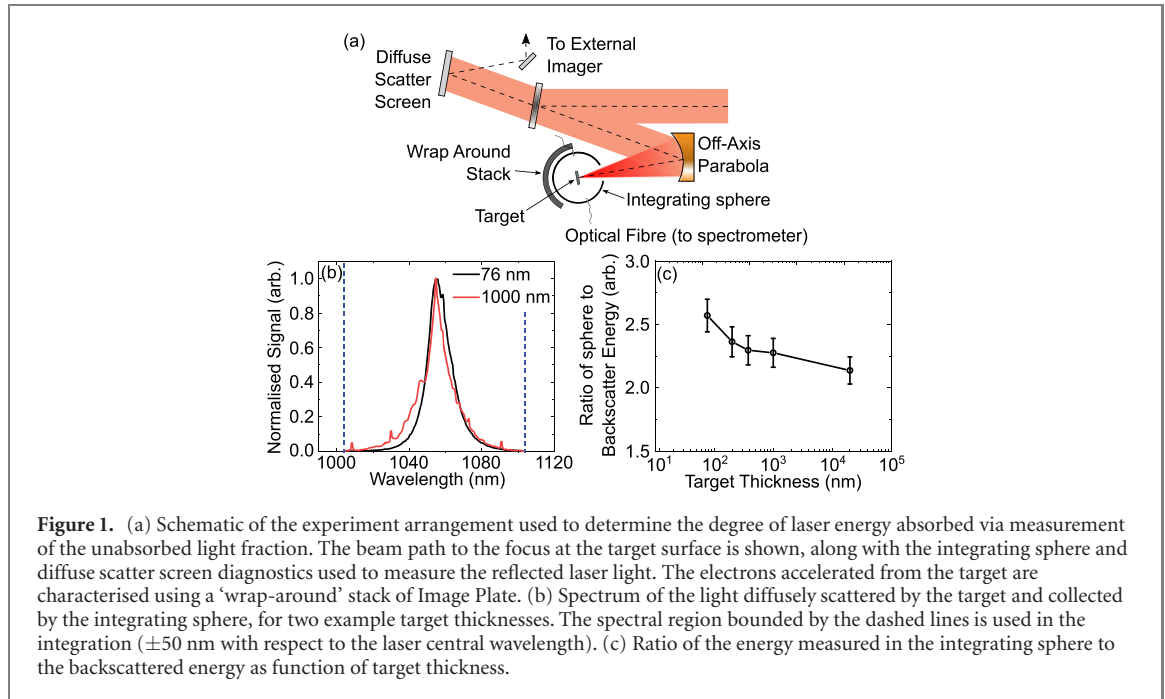 (a)
To External
Imager
Diffuse
Scatter
Screen
Off-Axis
Parabola
Wrap Around
Stack
Integrating sphere
Target
Optical Fibre (to spectrometer)
(b)
76 nm
1000 nm
Normalised Signal (arb.)
1.0
0.8
0.6
0.4
0.2
0.0
1000
1040
1080
1120
Wavelength (nm)
(c)
Ratio of sphere to
Backscatter Energy (arb.)
3.0
2.5
2.0
1.5
10¹
10²
10³
10⁴
10⁵
Target Thickness (nm)
Figure 1. (a) Schematic of the experiment arrangement used to determine the degree of laser energy absorbed via measurement
of the unabsorbed light fraction. The beam path to the focus at the target surface is shown, along with the integrating sphere and
diffuse scatter screen diagnostics used to measure the reflected laser light. The electrons accelerated from the target are
characterised using a ‘wrap-around’ stack of Image Plate. (b) Spectrum of the light diffusely scattered by the target and collected
by the integrating sphere, for two example target thicknesses. The spectral region bounded by the dashed lines is used in the
integration (±50 nm with respect to the laser central wavelength). (c) Ratio of the energy measured in the integrating sphere to
the backscattered energy as function of target thickness.